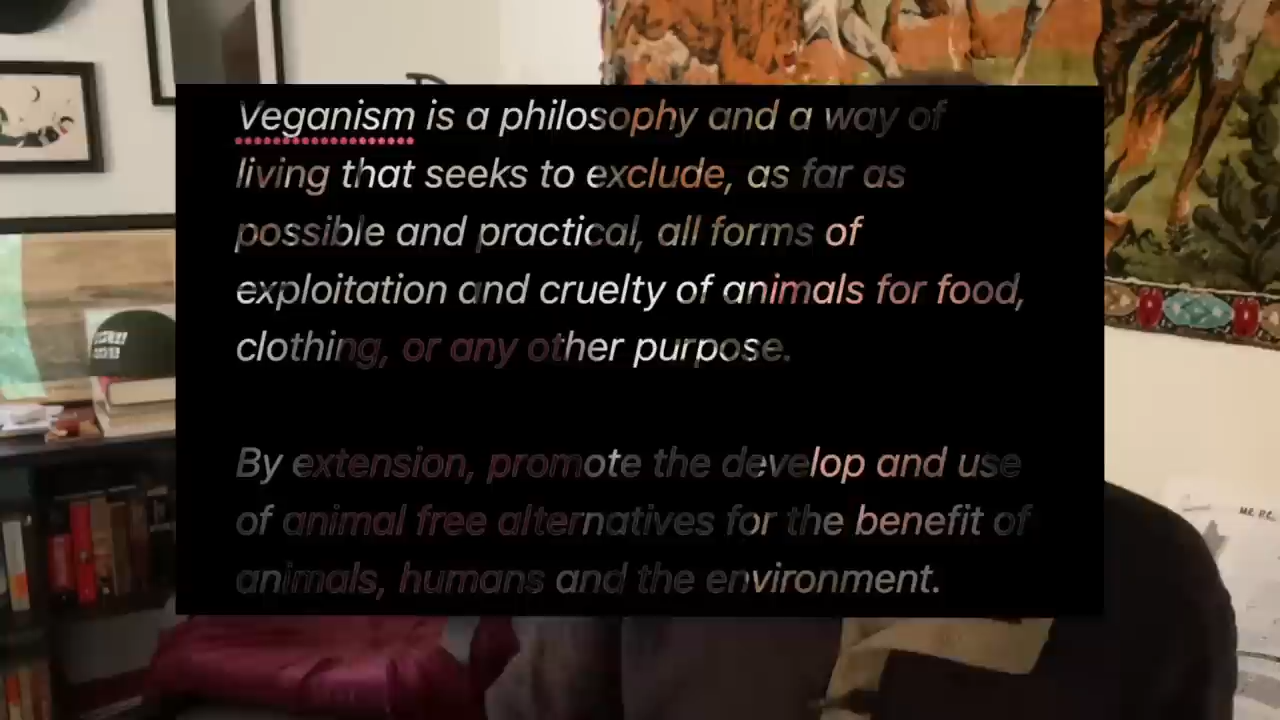 Veganism is a philosophy and a way of
living that seeks to exclude, as far as
possible and practical, all forms of
exploitation and cruelty of animals for food,
clothing, or any other purpose.
By extension, promote the develop and use
of animal free alternatives for the benefit of
animals, humans and the environment.